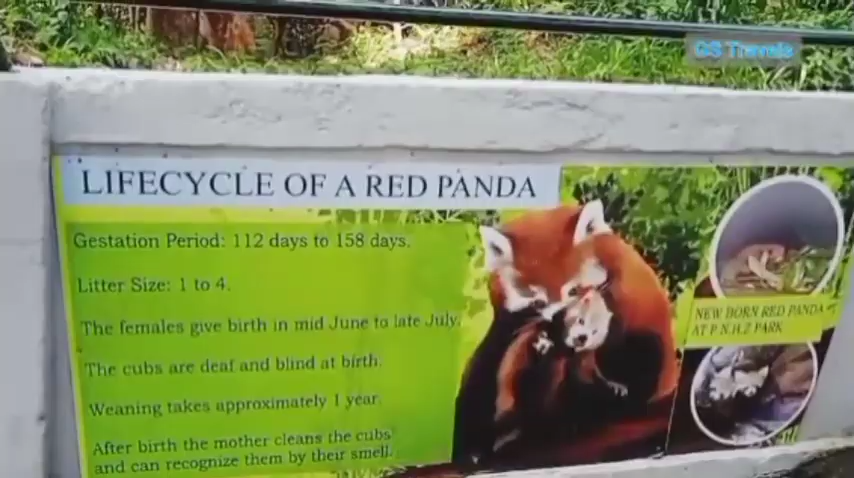 GS Travels
LIFECYCLE OF A RED PANDA
Gestation Period: 112 days to 158 days.
Litter Size: 1 to 4.
The females give birth in mid June to late July.
The cubs are deaf and blind at birth.
Weaning takes approximately 1 year.
After birth the mother cleans the cubs
and can recognize them by their smell.
NEW BORN RED PANDA
AT P.N.H.Z PARK